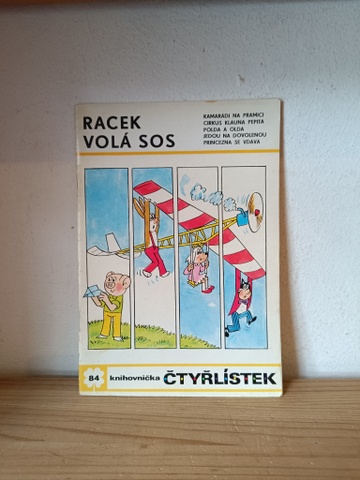 RACEK
VOLÁ SOS
KAMARÁDI NA PRAMICI
CIRKUS KLAUNA PEPITA
POLDA A OLDA
JEDOU NA DOVOLENOU
PRINCEZNA SE VDÁVÁ
84 knihovnička ČTYŘLÍSTEK